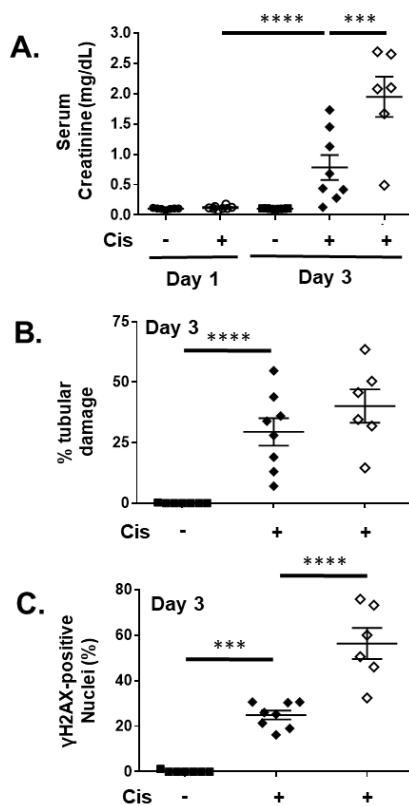 A.
**** ***
Serum
Creatinine (mg/dL)
3.0
2.5
2.0
1.5
1.0
0.5
0.0
Cis - + - + +
Day 1 Day 3
B.
Day 3
****
% tubular
damage
75
50
25
0
Cis - + +
C.
Day 3
****
***
γH2AX-positive
Nuclei (%)
80
60
40
20
0
Cis - + +